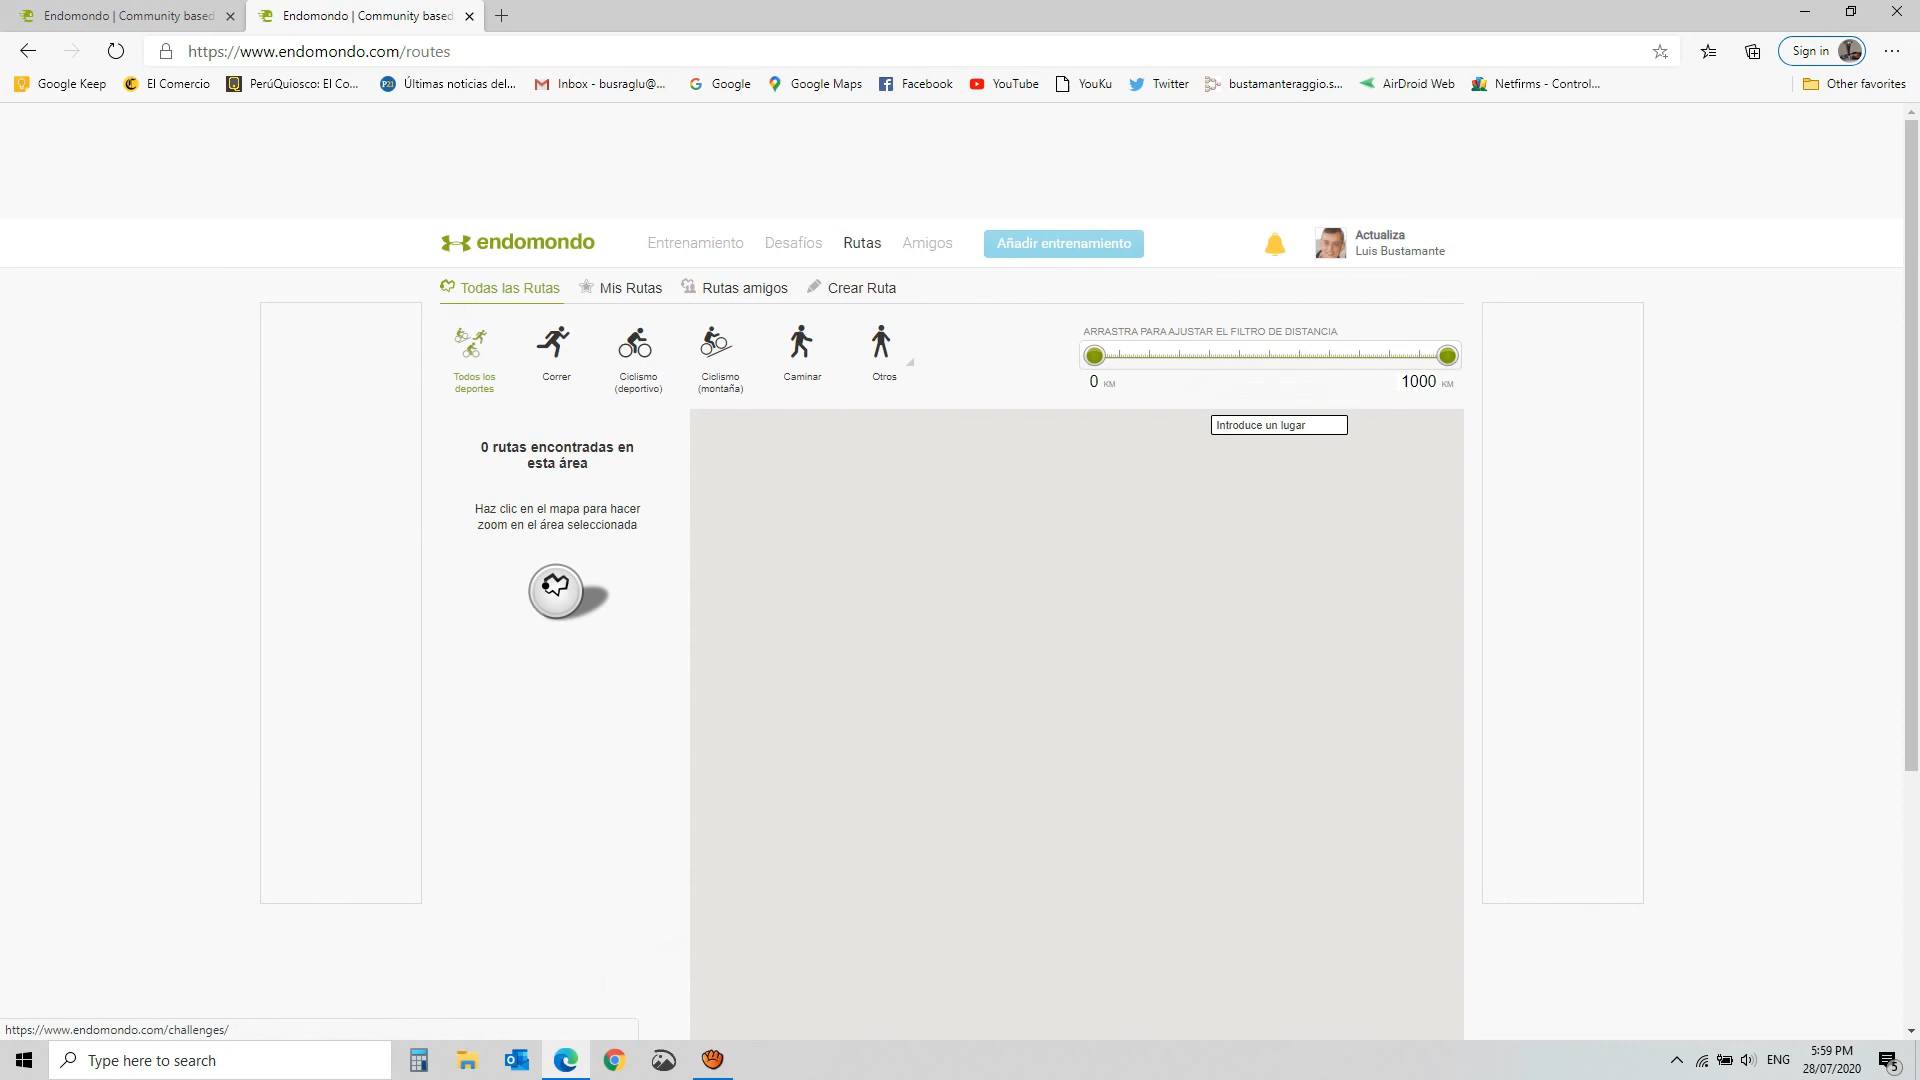 Endomondo | Community based
Endomondo | Community based
https://www.endomondo.com/routes
Sign in
Google Keep
El Comercio
PerúQuiosco: El Co...
Últimas noticias del...
Inbox - busraglu@...
Google
Google Maps
Facebook
YouTube
YouKu
Twitter
bustamanteraggio.s...
AirDroid Web
Netfirms - Control...
Other favorites
endomondo
Entrenamiento
Desafíos
Rutas
Amigos
Añadir entrenamiento
Actualiza
Luis Bustamante
Todas las Rutas
Mis Rutas
Rutas amigos
Crear Ruta
Todos los
deportes
Correr
Ciclismo
(deportivo)
Ciclismo
(montaña)
Caminar
Otros
ARRASTRA PARA AJUSTAR EL FILTRO DE DISTANCIA
0 KM
1000 KM
Introduce un lugar
0 rutas encontradas en
esta área
Haz clic en el mapa para hacer
zoom en el área seleccionada
https://www.endomondo.com/challenges/
Type here to search
ENG
5:59 PM
28/07/2020
5